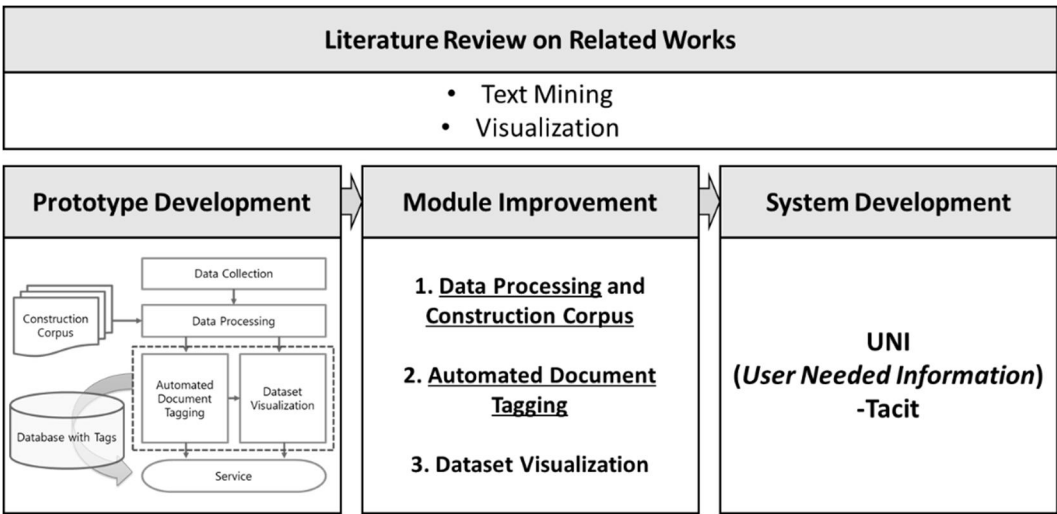 Literature Review on Related Works
• Text Mining
• Visualization
Prototype Development
Data Collection
Construction
Corpus
Data Processing
Automated
Document
Tagging
Dataset
Visualization
Database with Tags
Service
Module Improvement
1. Data Processing and
Construction Corpus
2. Automated Document
Tagging
3. Dataset Visualization
System Development
UNI
(User Needed Information)
-Tacit